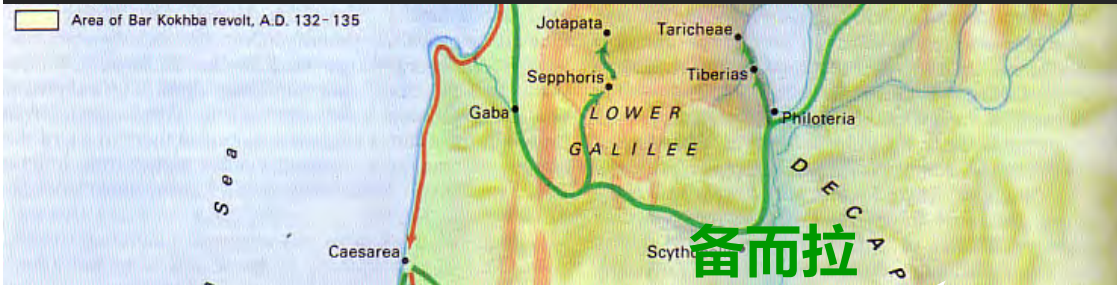 Area of Bar Kokhba revolt, A.D. 132-135
Jotapata
Taricheae
Sepphoris
Tiberias
Gaba
LOWER
Philoteria
GALILEE
Sea
DECAP
Caesarea
备而拉